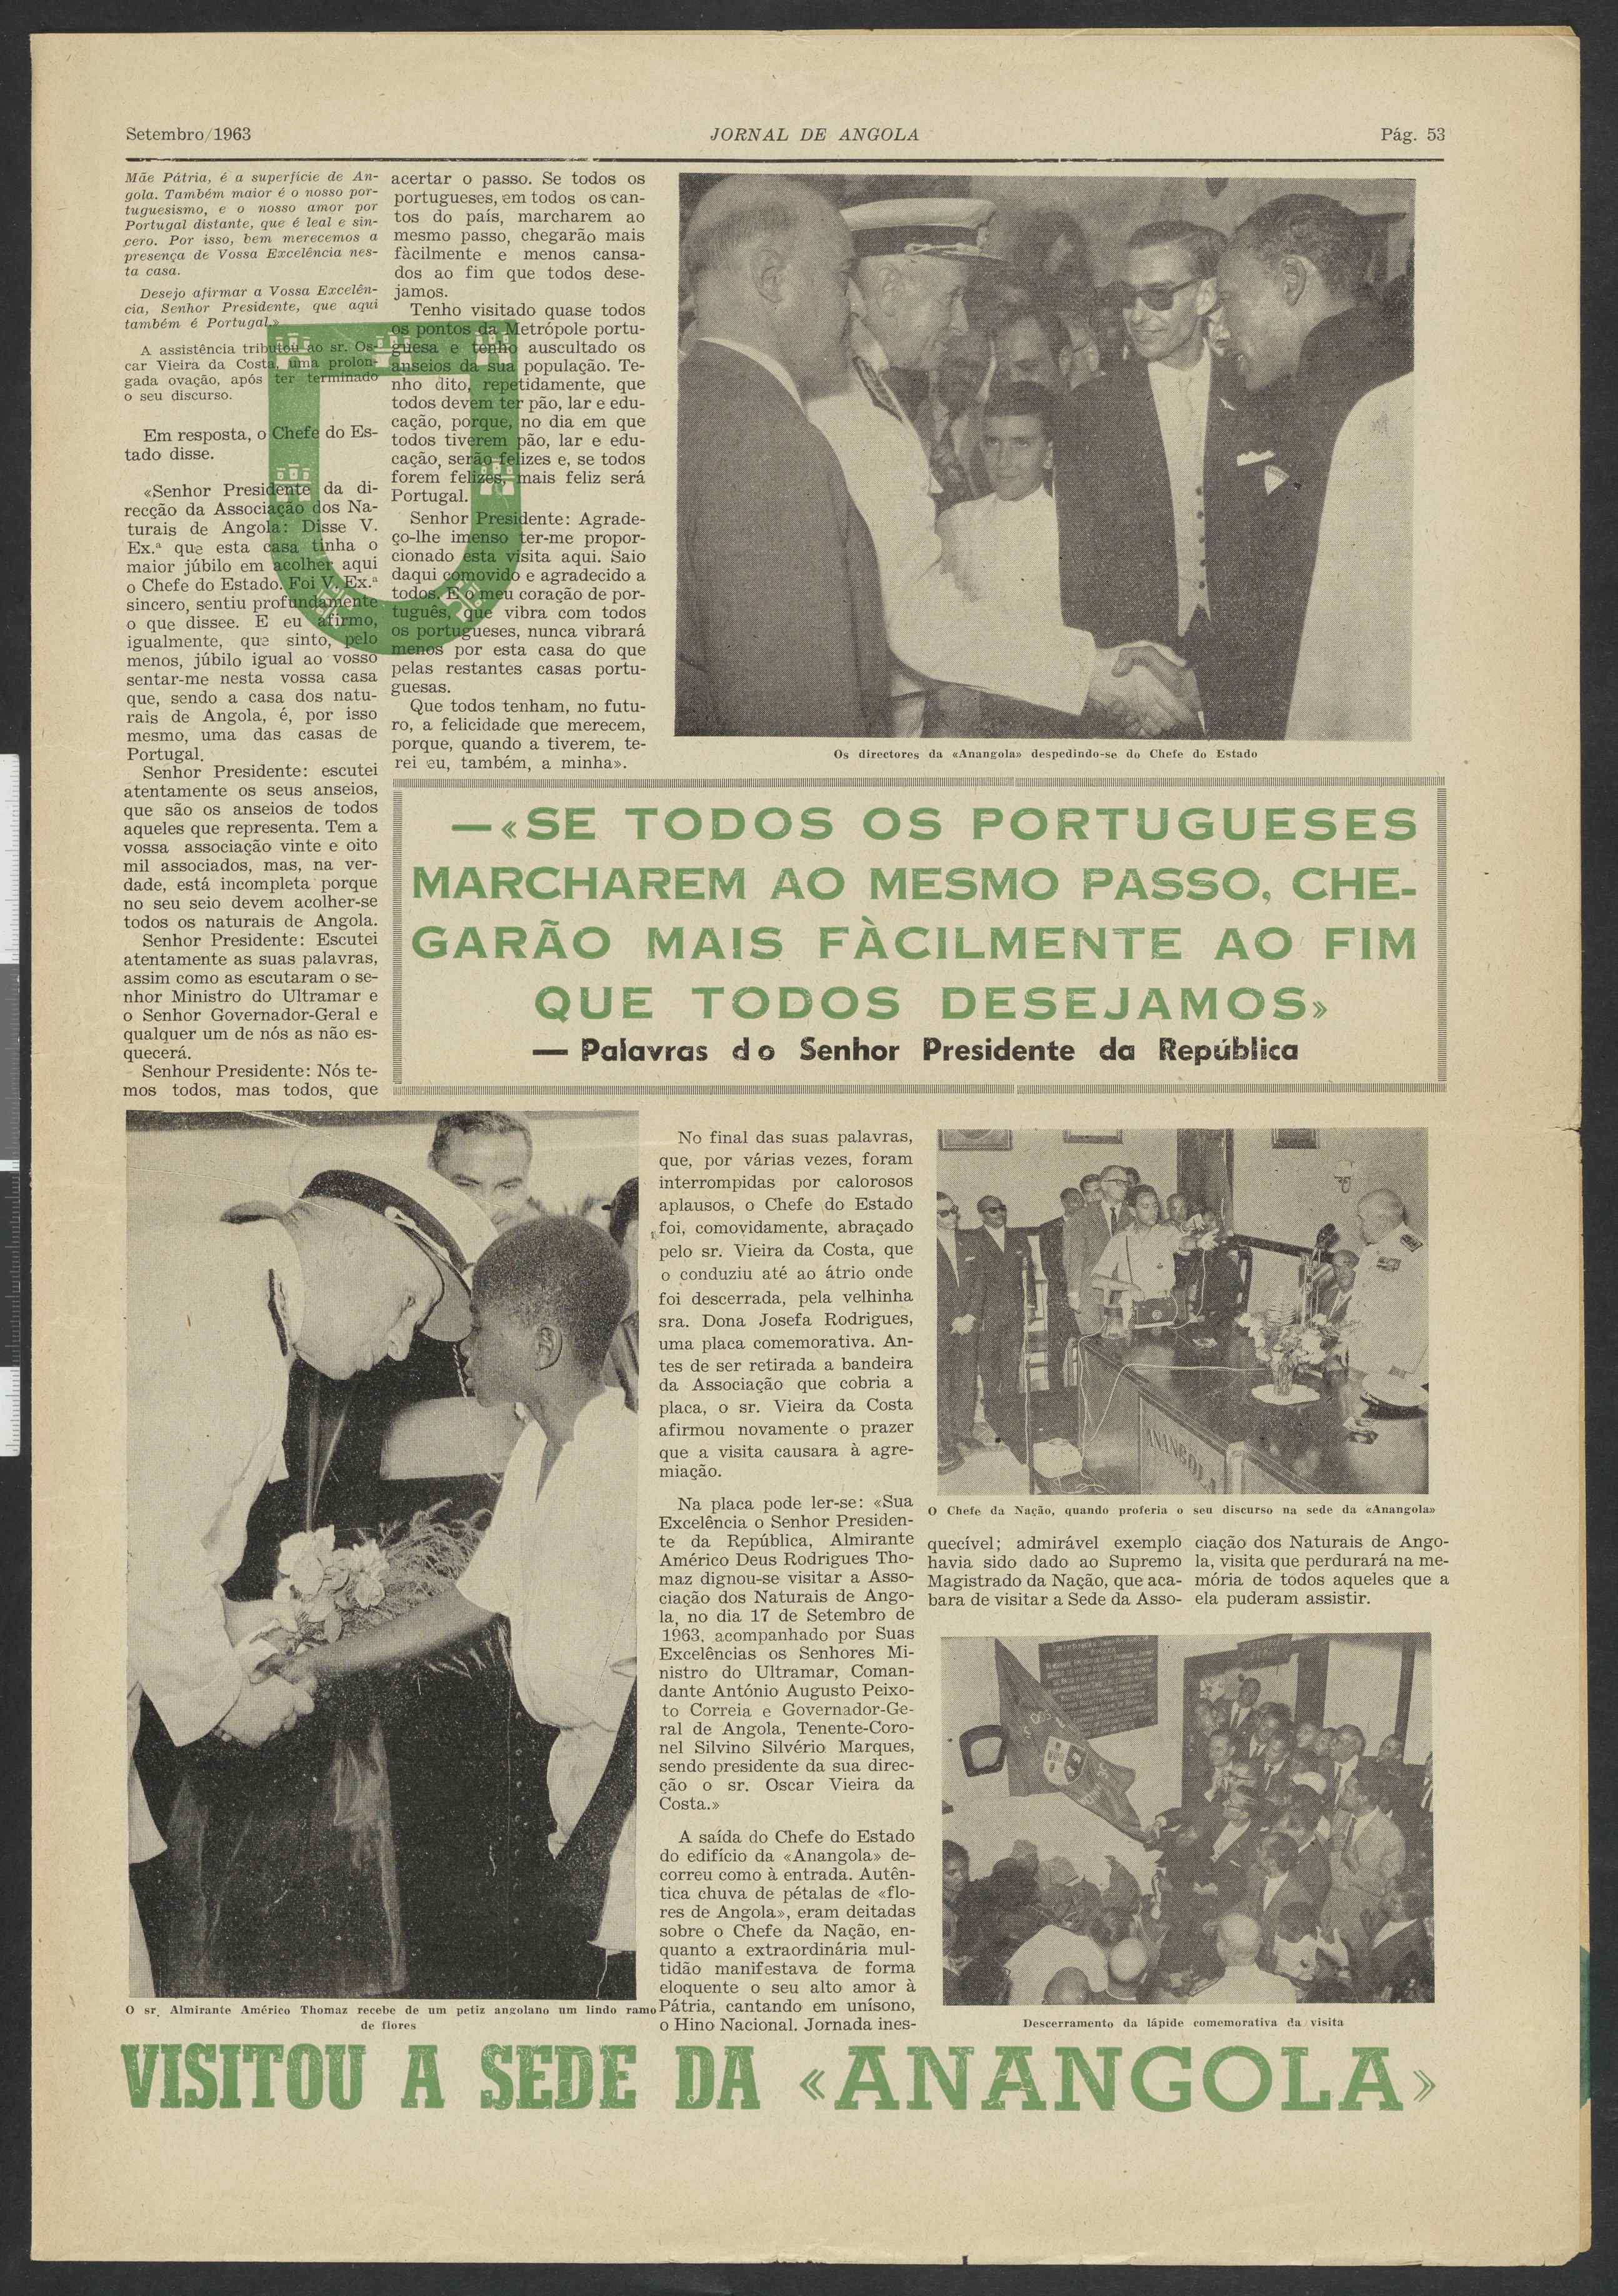 Setembro/1963
JORNAL DE ANGOLA
Pág. 53
Mãe Pátria, é a superfície de An-
gola. Também maior é o nosso por-
tuguesismo, e o nosso amor por
Portugal distante, que é leal e sin-
cero. Por isso, bem merecemos a
presença de Vossa Excelência nes-
ta casa.
Desejo afirmar a Vossa Excelên-
cia, Senhor Presidente, que aqui
também é Portugal.»
A assistência tributou ao sr. Os-
car Vieira da Costa, uma prolon-
gada ovação, após ter terminado
o seu discurso.
Em resposta, o Chefe do Es-
tado disse.
«Senhor Presidente da di-
recção da Associação dos Na-
turais de Angola: Disse V.
Ex.ª que esta casa tinha o
maior júbilo em acolher aqui
o Chefe do Estado. Foi V. Ex.ª
sincero, sentiu profundamente
o que dissee. E eu afirmo,
igualmente, que sinto, pelo
menos, júbilo igual ao vosso
sentar-me nesta vossa casa
que, sendo a casa dos natu-
rais de Angola, é, por isso
mesmo, uma das casas de
Portugal.
Senhor Presidente: escutei
atentamente os seus anseios,
que são os anseios de todos
aqueles que representa. Tem a
vossa associação vinte e oito
mil associados, mas, na ver-
dade, está incompleta porque
no seu seio devem acolher-se
todos os naturais de Angola.
Senhor Presidente: Escutei
atentamente as suas palavras,
assim como as escutaram o se-
nhor Ministro do Ultramar e
o Senhor Governador-Geral e
qualquer um de nós as não es-
quecerá.
Senhour Presidente: Nós te-
mos todos, mas todos, que
acertar o passo. Se todos os
portugueses, em todos os can-
tos do país, marcharem ao
mesmo passo, chegarão mais
fàcilmente e menos cansa-
dos ao fim que todos dese-
jamos.
Tenho visitado quase todos
os pontos da Metrópole portu-
guesa e tenho auscultado os
anseios da sua população. Te-
nho dito, repetidamente, que
todos devem ter pão, lar e edu-
cação, porque, no dia em que
todos tiverem pão, lar e edu-
cação, serão felizes e, se todos
forem felizes, mais feliz será
Portugal.
Senhor Presidente: Agrade-
ço-lhe imenso ter-me propor-
cionado esta visita aqui. Saio
daqui comovido e agradecido a
todos. E o meu coração de por-
tuguês, que vibra com todos
os portugueses, nunca vibrará
menos por esta casa do que
pelas restantes casas portu-
guesas.
Que todos tenham, no futu-
ro, a felicidade que merecem,
porque, quando a tiverem, te-
rei eu, também, a minha».
Os directores da «Anangola» despedindo-se do Chefe do Estado
—«SE TODOS OS PORTUGUESES
MARCHAREM AO MESMO PASSO, CHE-
GARÃO MAIS FÀCILMENTE AO FIM
QUE TODOS DESEJAMOS»
— Palavras do Senhor Presidente da República
No final das suas palavras,
que, por várias vezes, foram
interrompidas por calorosos
aplausos, o Chefe do Estado
foi, comovidamente, abraçado
pelo sr. Vieira da Costa, que
o conduziu até ao átrio onde
foi descerrada, pela velhinha
sra. Dona Josefa Rodrigues,
uma placa comemorativa. An-
tes de ser retirada a bandeira
da Associação que cobria a
placa, o sr. Vieira da Costa
afirmou novamente o prazer
que a visita causara à agre-
miação.
Na placa pode ler-se: «Sua
Excelência o Senhor Presiden-
te da República, Almirante
Américo Deus Rodrigues Tho-
maz dignou-se visitar a Asso-
ciação dos Naturais de Ango-
la, no dia 17 de Setembro de
1963, acompanhado por Suas
Excelências os Senhores Mi-
nistro do Ultramar, Coman-
dante António Augusto Peixo-
to Correia e Governador-Ge-
ral de Angola, Tenente-Coro-
nel Silvino Silvério Marques,
sendo presidente da sua direc-
ção o sr. Oscar Vieira da
Costa.»
A saída do Chefe do Estado
do edifício da «Anangola» de-
correu como à entrada. Autên-
tica chuva de pétalas de «flo-
res de Angola», eram deitadas
sobre o Chefe da Nação, en-
quanto a extraordinária mul-
tidão manifestava de forma
eloquente o seu alto amor à
Pátria, cantando em unísono,
o Hino Nacional. Jornada ines-
ANANGOLA
O Chefe da Nação, quando proferia o seu discurso na sede da «Anangola»
quecível; admirável exemplo
havia sido dado ao Supremo
Magistrado da Nação, que aca-
bara de visitar a Sede da Asso-
ciação dos Naturais de Ango-
la, visita que perdurará na me-
mória de todos aqueles que a
ela puderam assistir.
O sr. Almirante Américo Thomaz recebe de um petiz angolano um lindo ramo
de flores
Descerramento da lápide comemorativa da visita
VISITOU A SEDE DA «ANANGOLA»